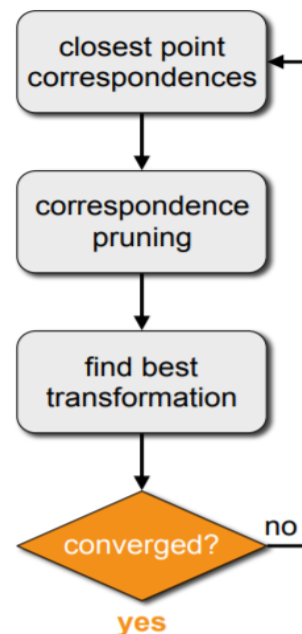 closest point
correspondences
correspondence
pruning
find best
transformation
converged?
no
yes